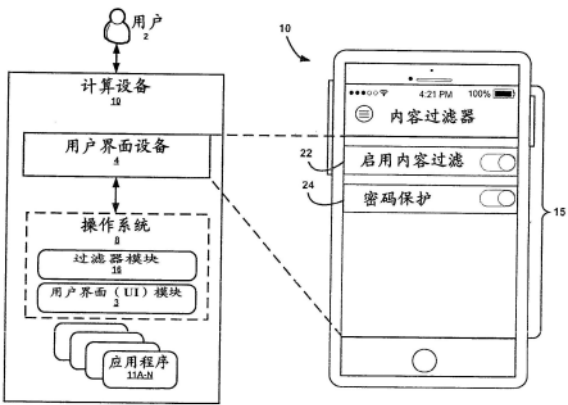 用户
2
计算设备
10
用户界面设备
4
操作系统
8
过滤器模块
16
用户界面（UI）模块
3
应用程序
11A-N
10
4:21 PM
100%
内容过滤器
22
启用内容过滤
24
密码保护
15